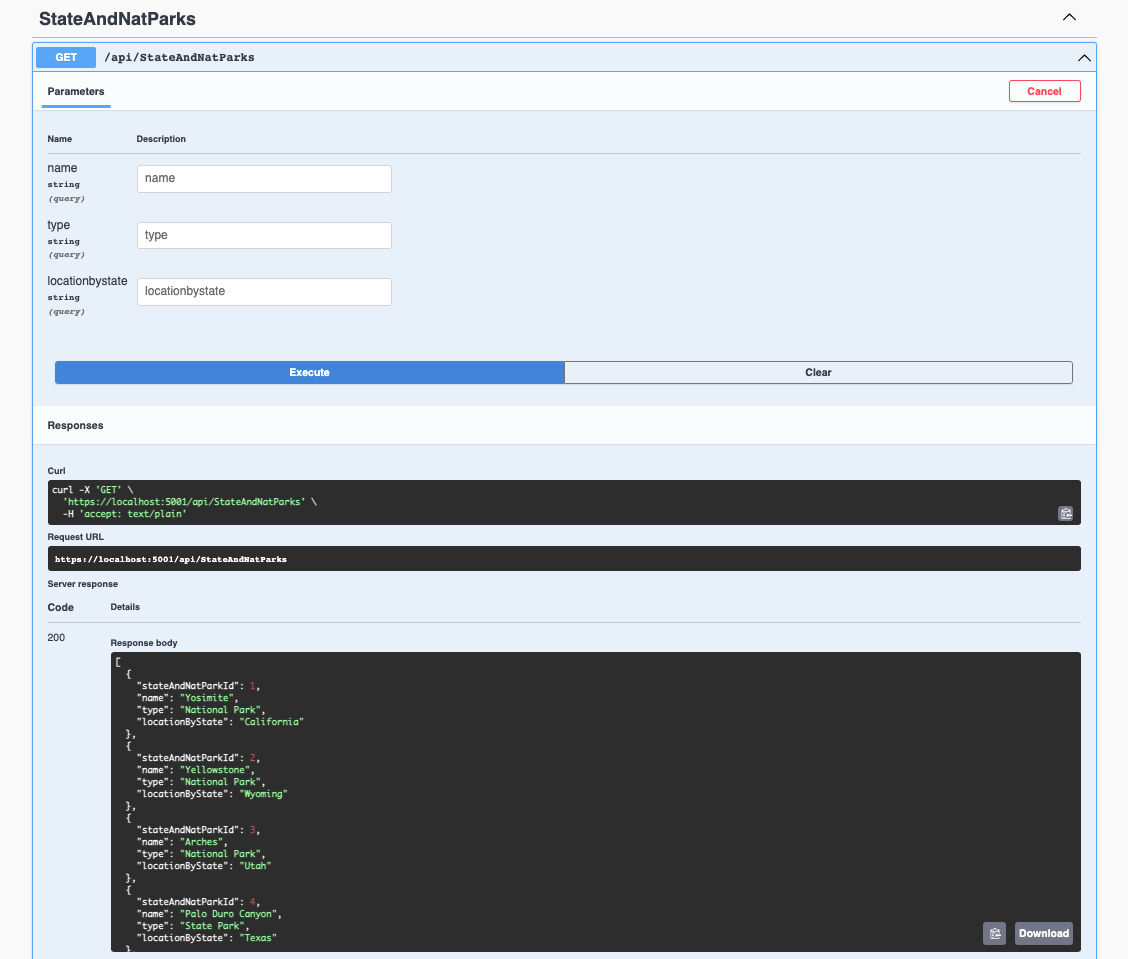 StateAndNatParks
GET /api/StateAndNatParks
Parameters
Cancel
Name Description
name
string
(query)
name
type
string
(query)
type
locationbystate
string
(query)
locationbystate
Execute
Clear
Responses
Curl
curl -X 'GET' \
'https://localhost:5001/api/StateAndNatParks' \
-H 'accept: text/plain'
Request URL
https://localhost:5001/api/StateAndNatParks
Server response
Code Details
200
Response body
[
{
"stateAndNatParkId": 1,
"name": "Yosimite",
"type": "National Park",
"locationByState": "California"
},
{
"stateAndNatParkId": 2,
"name": "Yellowstone",
"type": "National Park",
"locationByState": "Wyoming"
},
{
"stateAndNatParkId": 3,
"name": "Arches",
"type": "National Park",
"locationByState": "Utah"
},
{
"stateAndNatParkId": 4,
"name": "Palo Duro Canyon",
"type": "State Park",
"locationByState": "Texas"
},
Download